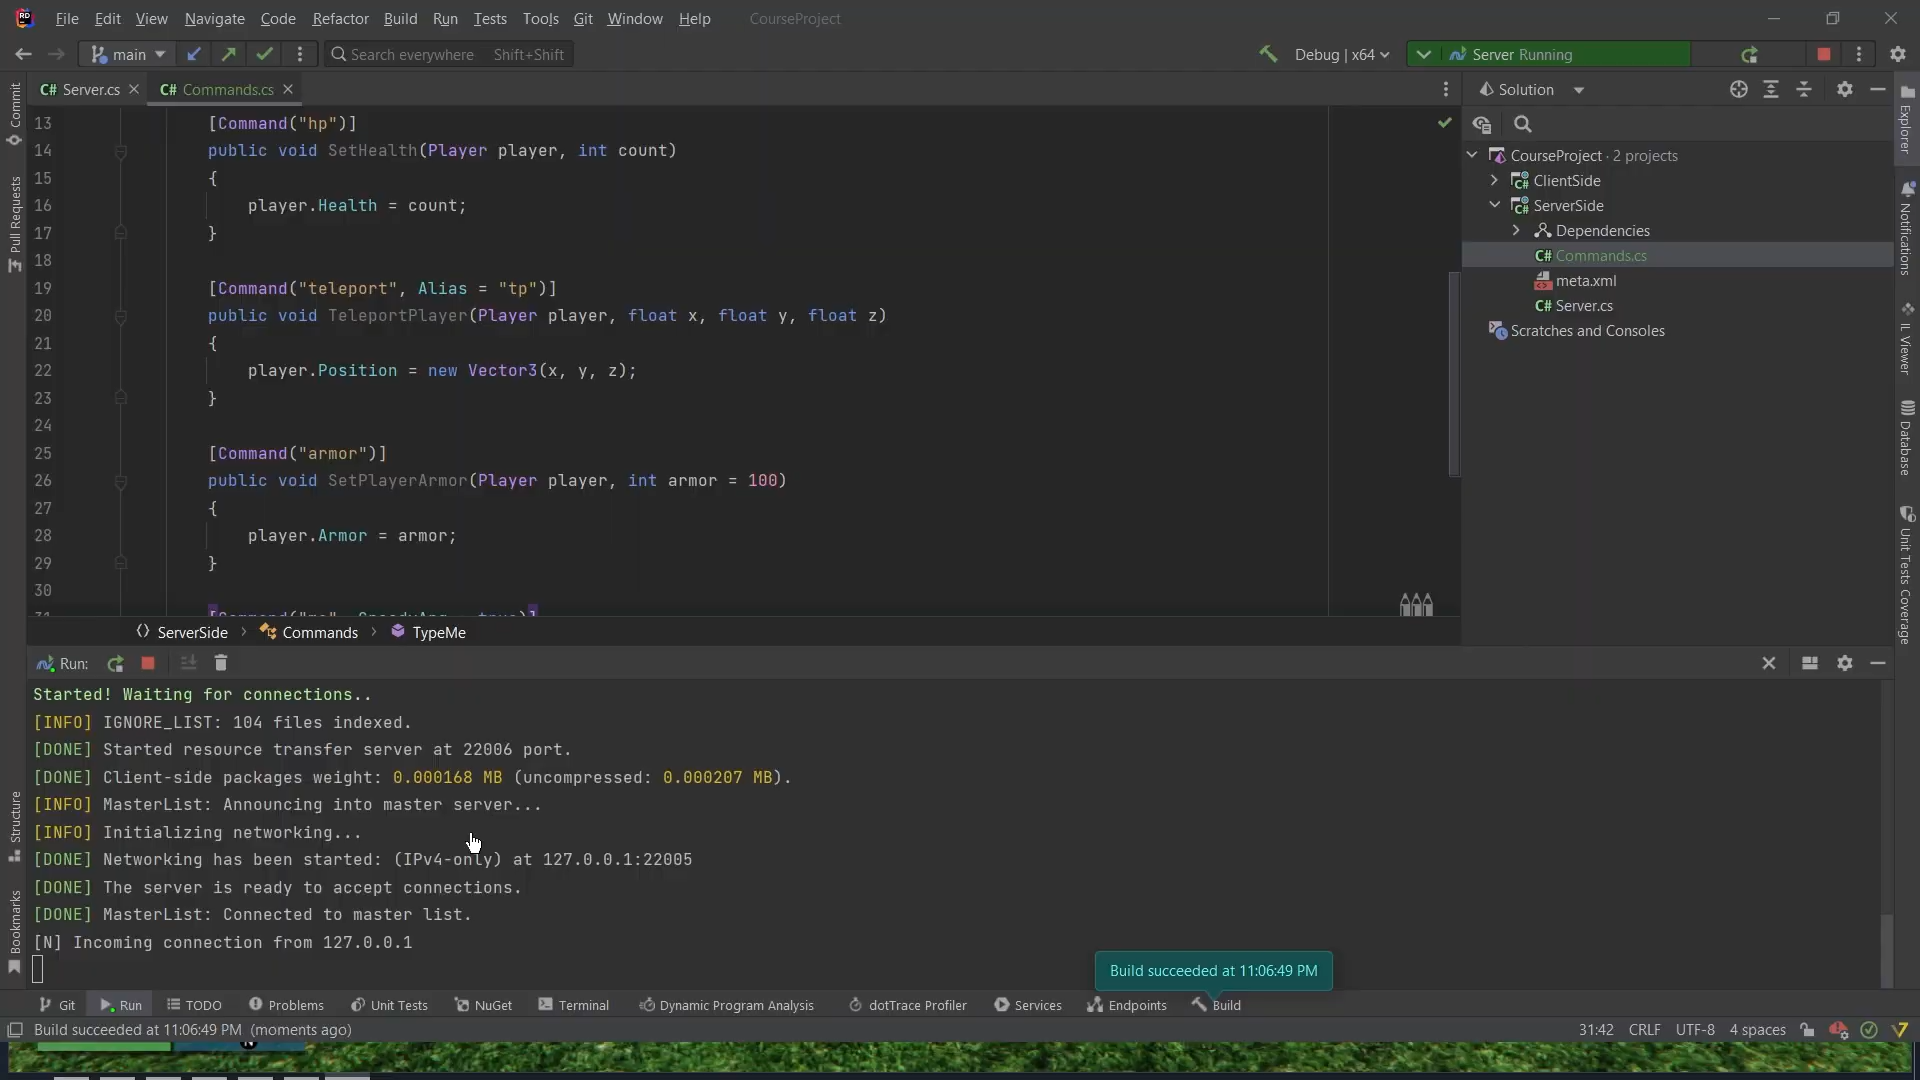 File Edit View Navigate Code Refactor Build Run Tests Tools Git Window Help CourseProject
main Search everywhere Shift+Shift Debug | x64 Server Running
Server.cs Commands.cs Solution
13 [Command("hp")]
14 public void SetHealth(Player player, int count)
15 {
16 player.Health = count;
17 }
18
19 [Command("teleport", Alias = "tp")]
20 public void TeleportPlayer(Player player, float x, float y, float z)
21 {
22 player.Position = new Vector3(x, y, z);
23 }
24
25 [Command("armor")]
26 public void SetPlayerArmor(Player player, int armor = 100)
27 {
28 player.Armor = armor;
29 }
30
ServerSide Commands TypeMe
CourseProject · 2 projects
ClientSide
ServerSide
Dependencies
Commands.cs
meta.xml
Server.cs
Scratches and Consoles
Commit
Pull Requests
Structure
Bookmarks
Explorer
Notifications
IL Viewer
Database
Unit Tests Coverage
Run:
Started! Waiting for connections..
[INFO] IGNORE_LIST: 104 files indexed.
[DONE] Started resource transfer server at 22006 port.
[DONE] Client-side packages weight: 0.000168 MB (uncompressed: 0.000207 MB).
[INFO] MasterList: Announcing into master server...
[INFO] Initializing networking...
[DONE] Networking has been started: (IPv4-only) at 127.0.0.1:22005
[DONE] The server is ready to accept connections.
[DONE] MasterList: Connected to master list.
[N] Incoming connection from 127.0.0.1
Build succeeded at 11:06:49 PM
Git Run TODO Problems Unit Tests NuGet Terminal Dynamic Program Analysis dotTrace Profiler Services Endpoints Build
Build succeeded at 11:06:49 PM (moments ago) 31:42 CRLF UTF-8 4 spaces